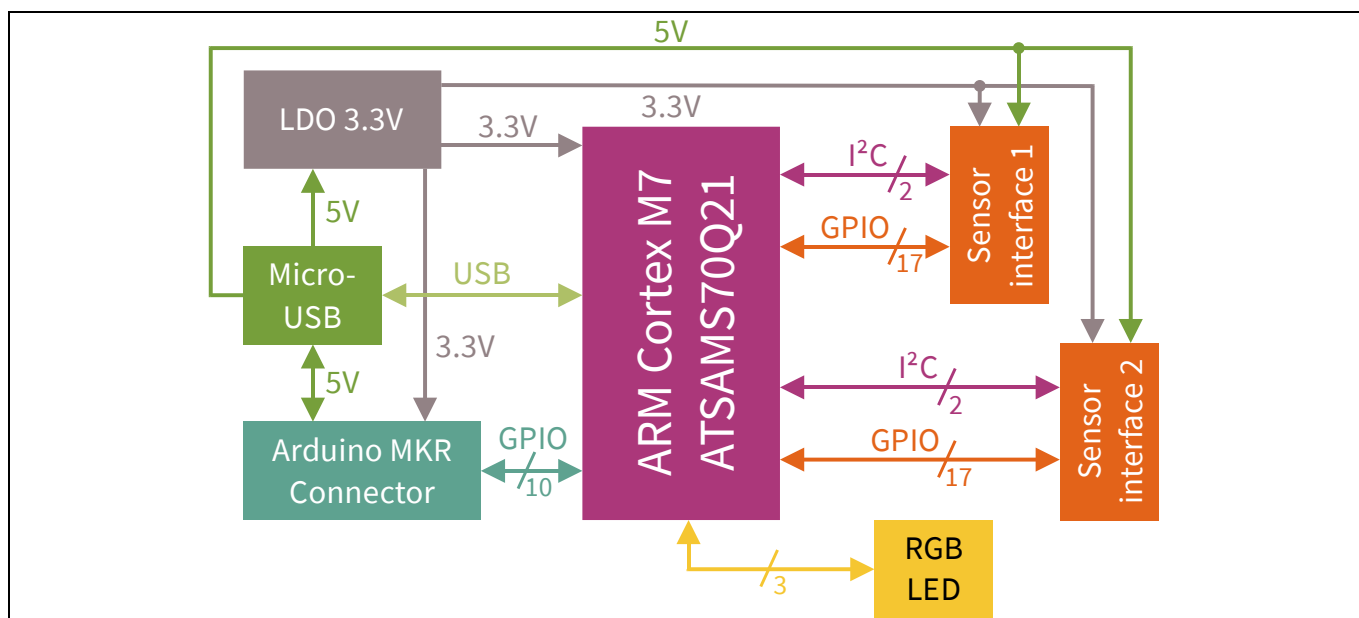 5V
LDO 3.3V
3.3V
3.3V
I²C
2
Sensor
interface 1
ARM Cortex M7
ATSAMS70Q21
5V
GPIO
17
Micro-
USB
USB
3.3V
5V
I²C
2
Sensor
interface 2
Arduino MKR
Connector
GPIO
10
GPIO
17
RGB
LED
3